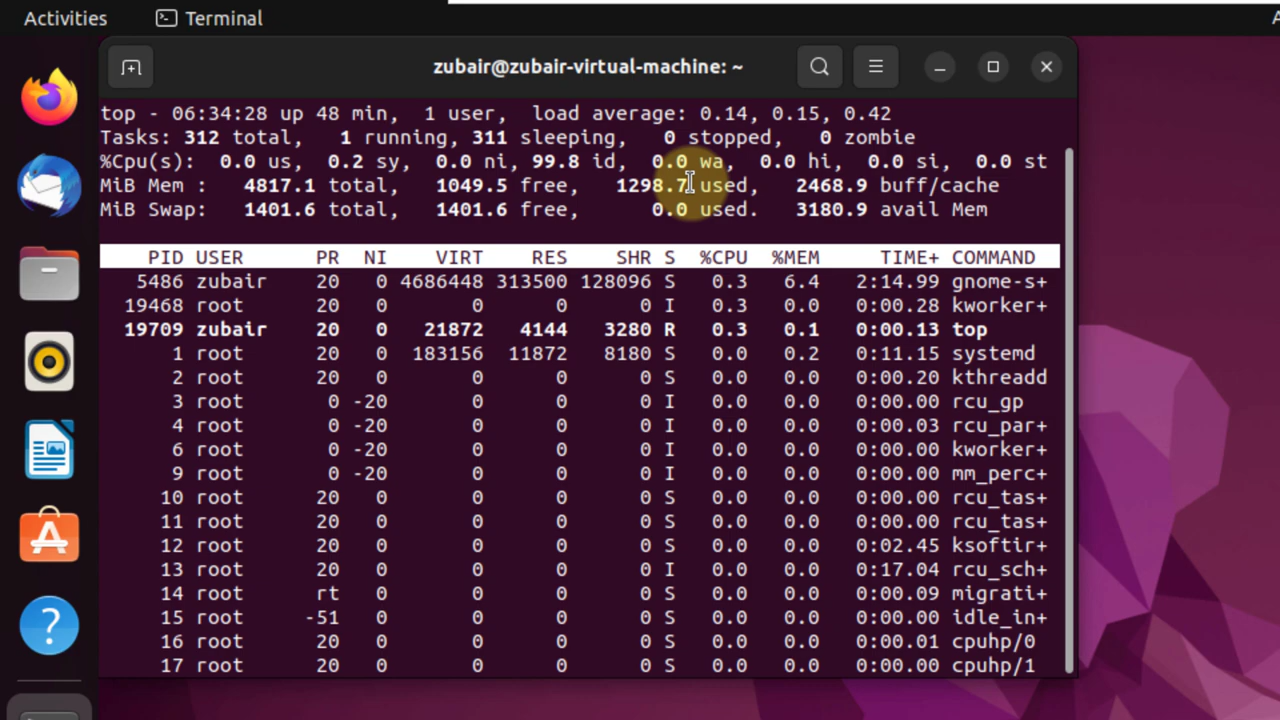 Activities Terminal A
zubair@zubair-virtual-machine: ~
top - 06:34:28 up 48 min, 1 user, load average: 0.14, 0.15, 0.42
Tasks: 312 total, 1 running, 311 sleeping, 0 stopped, 0 zombie
%Cpu(s): 0.0 us, 0.2 sy, 0.0 ni, 99.8 id, 0.0 wa, 0.0 hi, 0.0 si, 0.0 st
MiB Mem : 4817.1 total, 1049.5 free, 1298.7 used, 2468.9 buff/cache
MiB Swap: 1401.6 total, 1401.6 free, 0.0 used. 3180.9 avail Mem
PID USER PR NI VIRT RES SHR S %CPU %MEM TIME+ COMMAND
5486 zubair 20 0 4686448 313500 128096 S 0.3 6.4 2:14.99 gnome-s+
19468 root 20 0 0 0 0 I 0.3 0.0 0:00.28 kworker+
19709 zubair 20 0 21872 4144 3280 R 0.3 0.1 0:00.13 top
1 root 20 0 183156 11872 8180 S 0.0 0.2 0:11.15 systemd
2 root 20 0 0 0 0 S 0.0 0.0 0:00.20 kthreadd
3 root 0 -20 0 0 0 I 0.0 0.0 0:00.00 rcu_gp
4 root 0 -20 0 0 0 I 0.0 0.0 0:00.03 rcu_par+
6 root 0 -20 0 0 0 I 0.0 0.0 0:00.00 kworker+
9 root 0 -20 0 0 0 I 0.0 0.0 0:00.00 mm_perc+
10 root 20 0 0 0 0 S 0.0 0.0 0:00.00 rcu_tas+
11 root 20 0 0 0 0 S 0.0 0.0 0:00.00 rcu_tas+
12 root 20 0 0 0 0 S 0.0 0.0 0:02.45 ksoftir+
13 root 20 0 0 0 0 I 0.0 0.0 0:17.04 rcu_sch+
14 root rt 0 0 0 0 S 0.0 0.0 0:00.09 migrati+
15 root -51 0 0 0 0 S 0.0 0.0 0:00.00 idle_in+
16 root 20 0 0 0 0 S 0.0 0.0 0:00.01 cpuhp/0
17 root 20 0 0 0 0 S 0.0 0.0 0:00.00 cpuhp/1